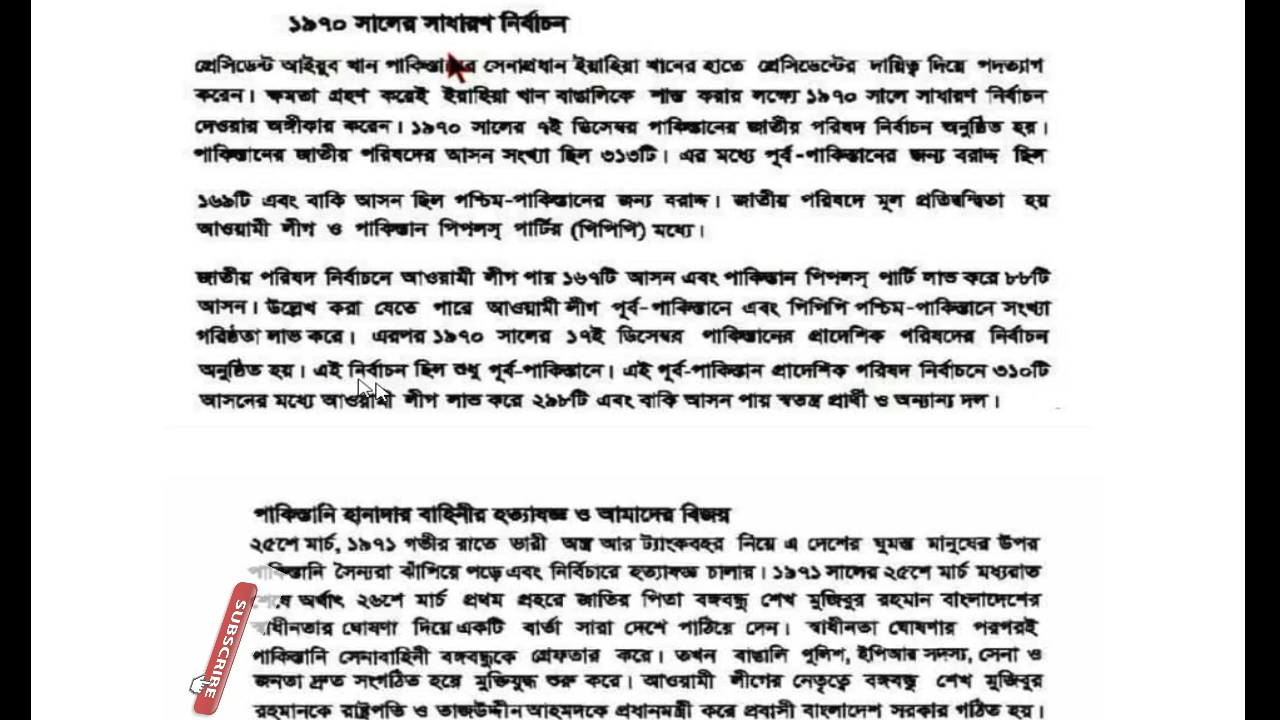 ১৯৭০ সালের সাধারণ নির্বাচন
প্রেসিডেন্ট আইয়ুব খান পাকিস্তানের সেনাপ্রধান ইয়াহিয়া খানের হাতে প্রেসিডেন্টের দায়িত্ব দিয়ে পদত্যাগ
করেন। ক্ষমতা গ্রহণ করেই ইয়াহিয়া খান বাঙালিকে শান্ত করার লক্ষ্যে ১৯৭০ সালে সাধারণ নির্বাচন
দেওয়ার অঙ্গীকার করেন। ১৯৭০ সালের ৭ই ডিসেম্বর পাকিস্তানের জাতীয় পরিষদ নির্বাচন অনুষ্ঠিত হয়।
পাকিস্তানের জাতীয় পরিষদের আসন সংখ্যা ছিল ৩১৩টি। এর মধ্যে পূর্ব-পাকিস্তানের জন্য বরাদ্দ ছিল
১৬৯টি এবং বাকি আসন ছিল পশ্চিম-পাকিস্তানের জন্য বরাদ্দ। জাতীয় পরিষদে মূল প্রতিদ্বন্দ্বিতা হয়
আওয়ামী লীগ ও পাকিস্তান পিপলস্ পার্টির (পিপিপি) মধ্যে।
জাতীয় পরিষদ নির্বাচনে আওয়ামী লীগ পায় ১৬৭টি আসন এবং পাকিস্তান পিপলস্ পার্টি লাভ করে ৮৮টি
আসন। উল্লেখ করা যেতে পারে আওয়ামী লীগ পূর্ব-পাকিস্তানে এবং পিপিপি পশ্চিম-পাকিস্তানে সংখ্যা
গরিষ্ঠতা লাভ করে। এরপর ১৯৭০ সালের ১৭ই ডিসেম্বর পাকিস্তানের প্রাদেশিক পরিষদের নির্বাচন
অনুষ্ঠিত হয়। এই নির্বাচন ছিল শুধু পূর্ব-পাকিস্তানে। এই পূর্ব-পাকিস্তান প্রাদেশিক পরিষদ নির্বাচনে ৩১০টি
আসনের মধ্যে আওয়ামী লীগ লাভ করে ২৯৮টি এবং বাকি আসন পায় স্বতন্ত্র প্রার্থী ও অন্যান্য দল।
পাকিস্তানি হানাদার বাহিনীর হত্যাযজ্ঞ ও আমাদের বিজয়
২৫শে মার্চ, ১৯৭১ গভীর রাতে ভারী অস্ত্র আর ট্যাংকবহর নিয়ে এ দেশের ঘুমন্ত মানুষের উপর
পাকিস্তানি সৈন্যরা ঝাঁপিয়ে পড়ে এবং নির্বিচারে হত্যাযজ্ঞ চালায়। ১৯৭১ সালের ২৫শে মার্চ মধ্যরাত
শেষে অর্থাৎ ২৬শে মার্চ প্রথম প্রহরে জাতির পিতা বঙ্গবন্ধু শেখ মুজিবুর রহমান বাংলাদেশের
স্বাধীনতার ঘোষণা দিয়ে একটি বার্তা সারা দেশে পাঠিয়ে দেন। স্বাধীনতা ঘোষণার পরপরই
পাকিস্তানি সেনাবাহিনী বঙ্গবন্ধুকে গ্রেফতার করে। তখন বাঙালি পুলিশ, ইপিআর সদস্য, সেনা ও
জনতা দ্রুত সংগঠিত হয়ে মুক্তিযুদ্ধ শুরু করে। আওয়ামী লীগের নেতৃত্বে বঙ্গবন্ধু শেখ মুজিবুর
রহমানকে রাষ্ট্রপতি ও তাজউদ্দীন আহমদকে প্রধানমন্ত্রী করে প্রবাসী বাংলাদেশ সরকার গঠিত হয়।
SUBSCRIBE